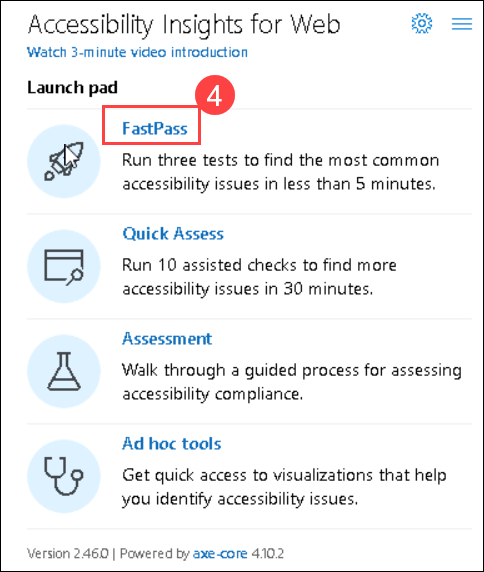 Accessibility Insights for Web
Watch 3-minute video introduction
Launch pad
4
FastPass
Run three tests to find the most common
accessibility issues in less than 5 minutes.
Quick Assess
Run 10 assisted checks to find more
accessibility issues in 30 minutes.
Assessment
Walk through a guided process for assessing
accessibility compliance.
Ad hoc tools
Get quick access to visualizations that help
you identify accessibility issues.
Version 2.46.0 | Powered by axe-core 4.10.2